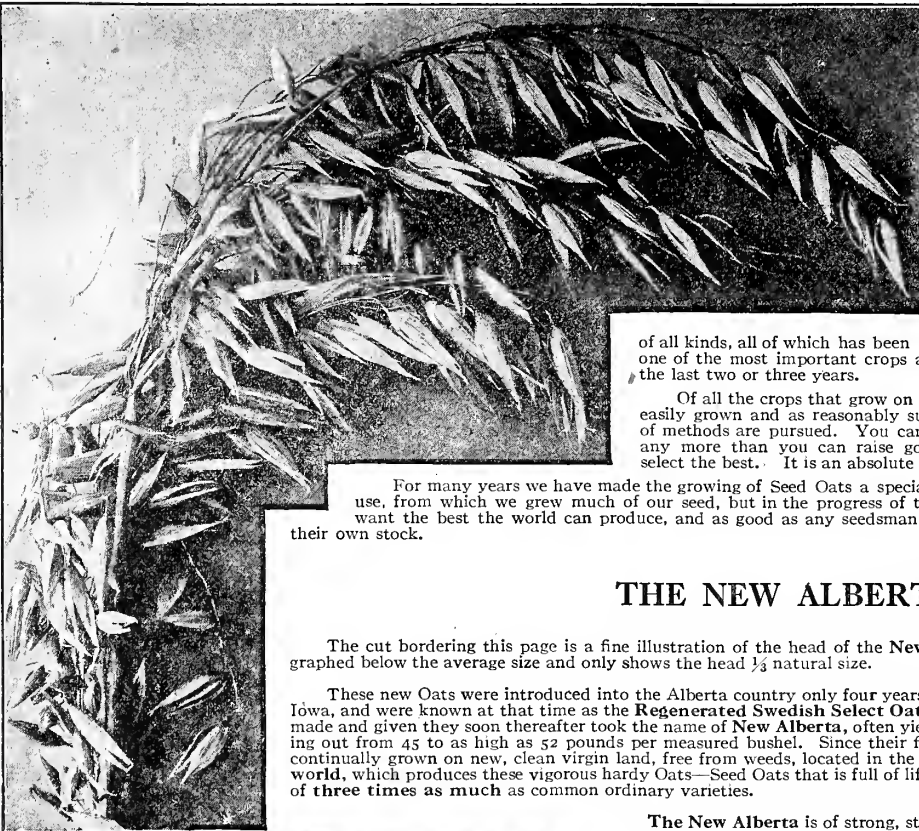 of all kinds, all of which has been
one of the most important crops
the last two or three years.
Of all the crops that grow on
easily grown and as reasonably
of methods are pursued. You
any more than you can raise
select the best. It is an absolute
For many years we have made the growing of Seed Oats a
use, from which we grew much of our seed, but in the progress of
want the best the world can produce, and as good as any seedsman
their own stock.
THE NEW
The cut bordering this page is a fine illustration of the head of the
graphed below the average size and only shows the head ⅓ natural size.
These new Oats were introduced into the Alberta country only four years
Iowa, and were known at that time as the Regenerated Swedish Select
made and given they soon thereafter took the name of New Alberta, often
ing out from 45 to as high as 52 pounds per measured bushel. Since their
continually grown on new, clean virgin land, free from weeds, located in the
world, which produces these vigorous hardy Oats—Seed Oats that is full of
of three times as much as common ordinary varieties.
The New Alberta is of strong,